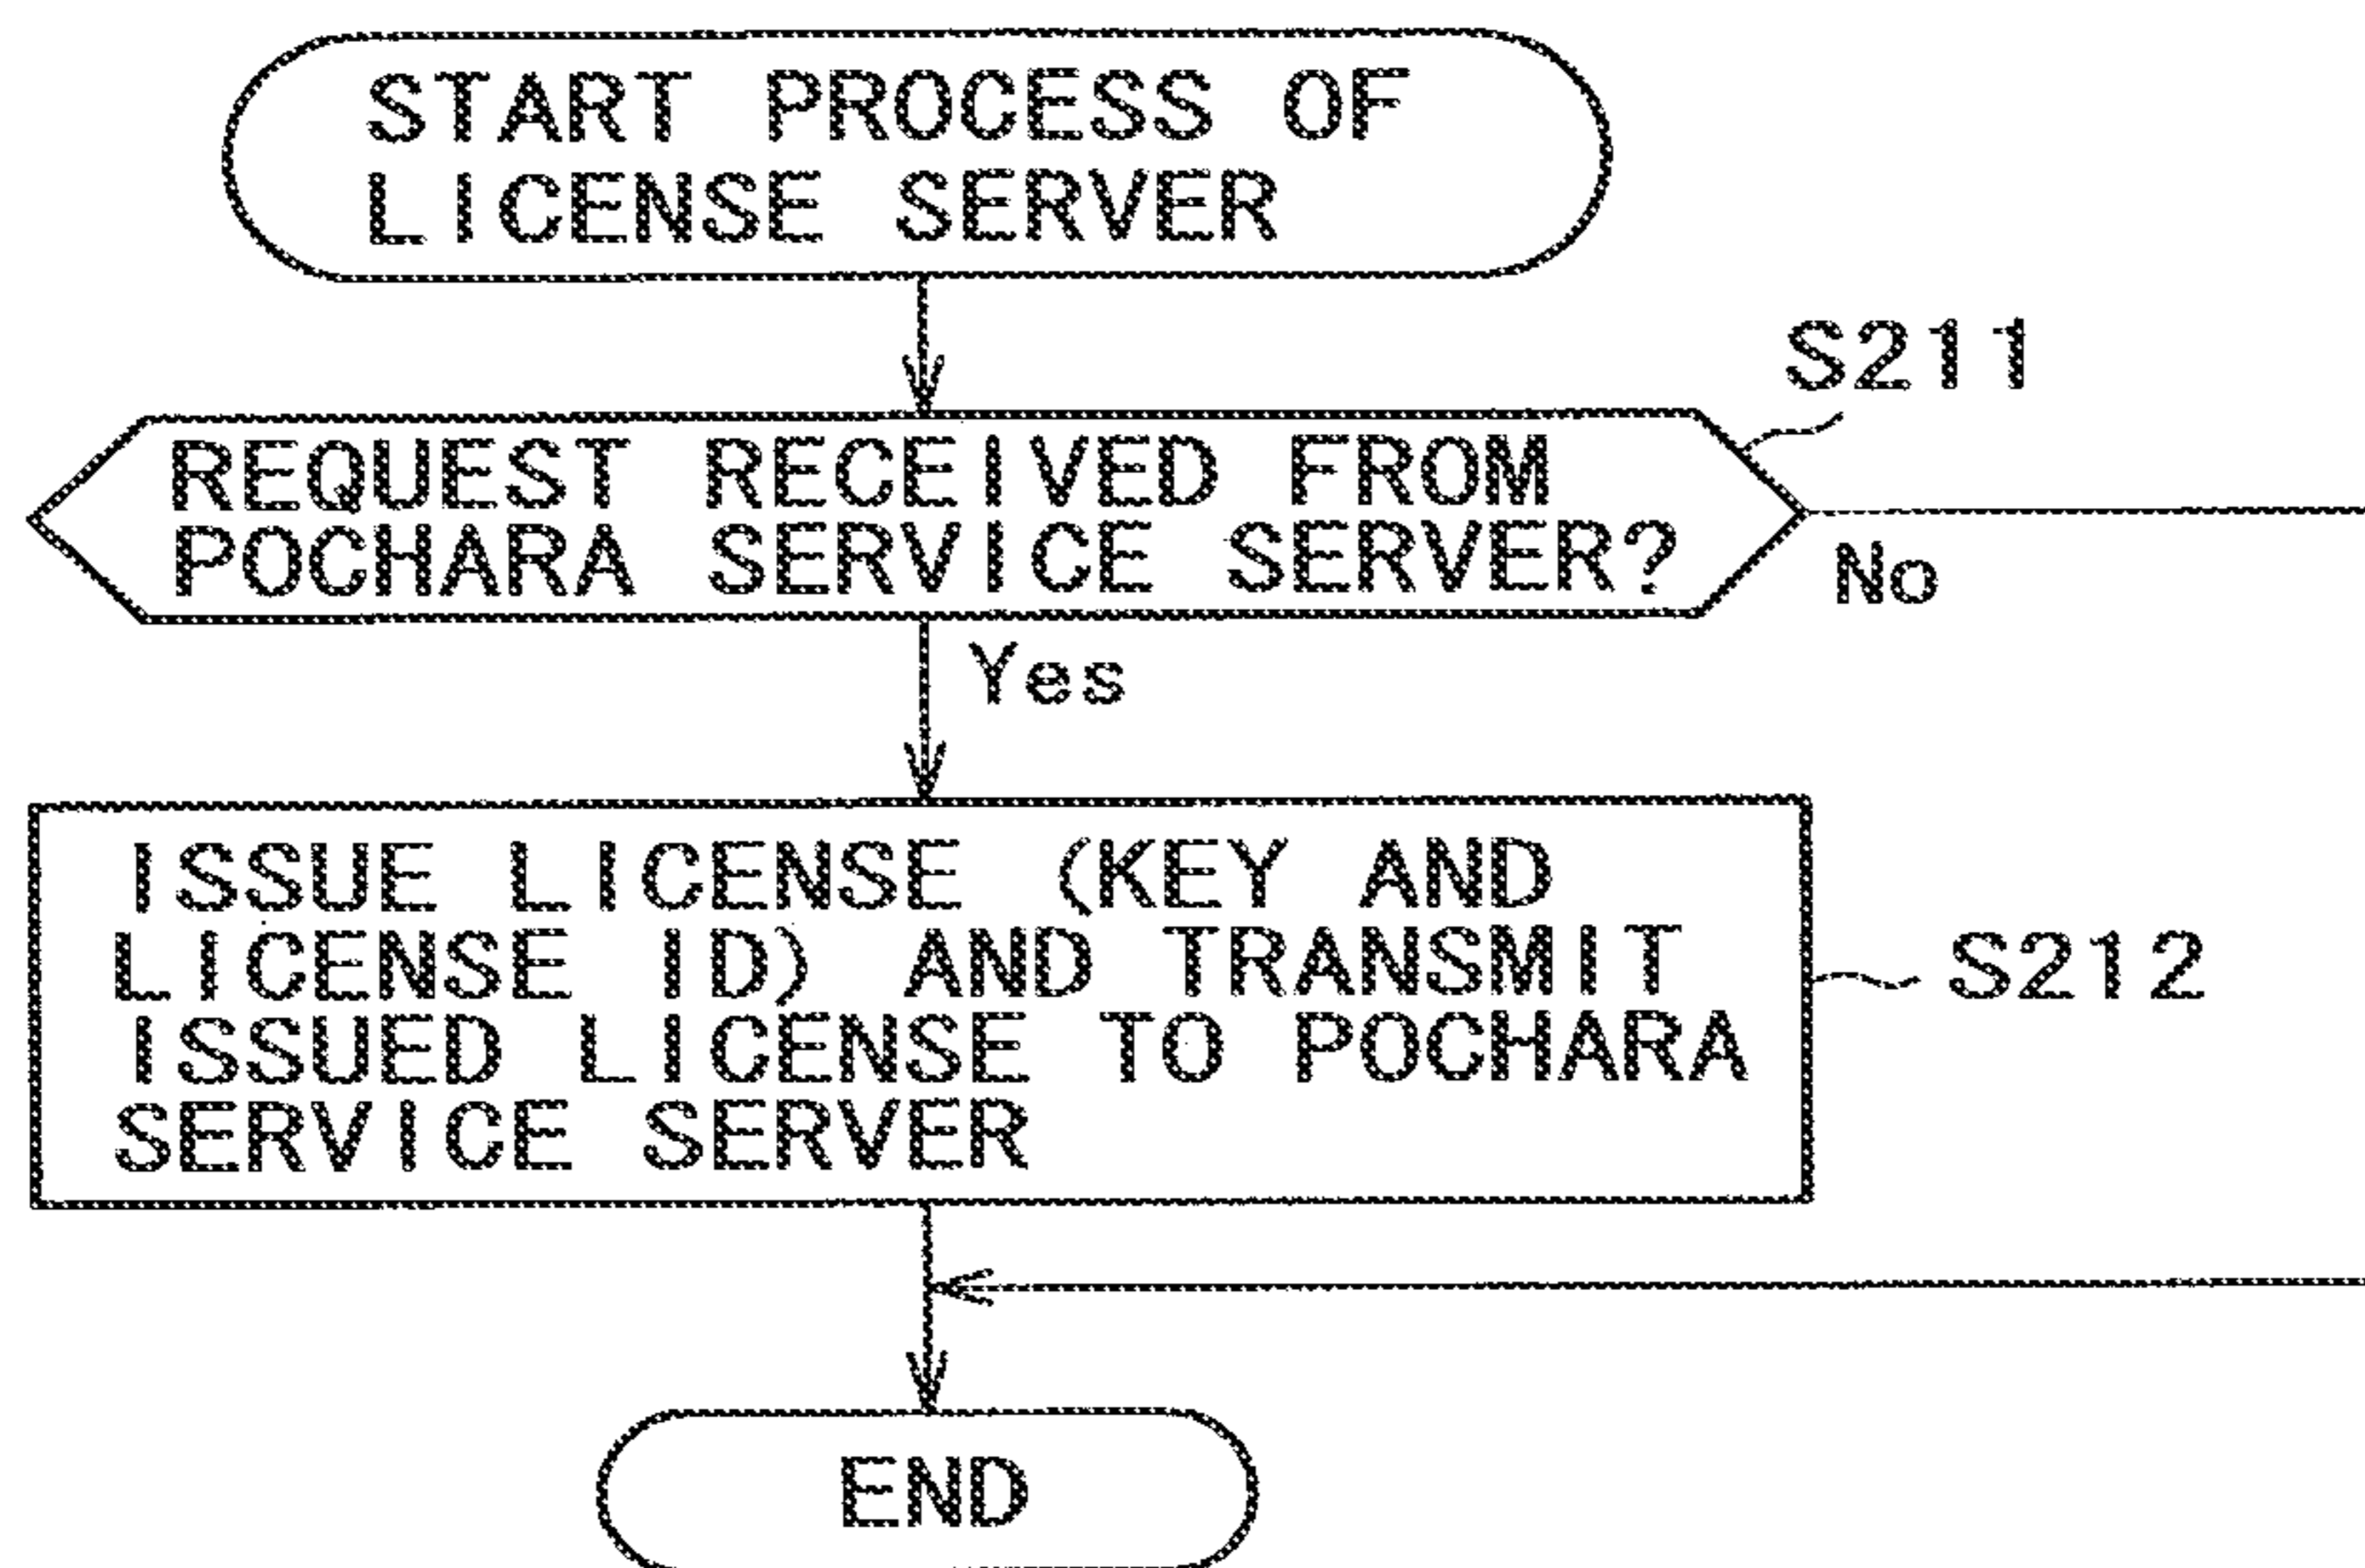 START PROCESS OF
LICENSE SERVER
S211
REQUEST RECEIVED FROM
POCHARA SERVICE SERVER?
No
Yes
ISSUE LICENSE (KEY AND
LICENSE ID) AND TRANSMIT
ISSUED LICENSE TO POCHARA
SERVICE SERVER
S212
END